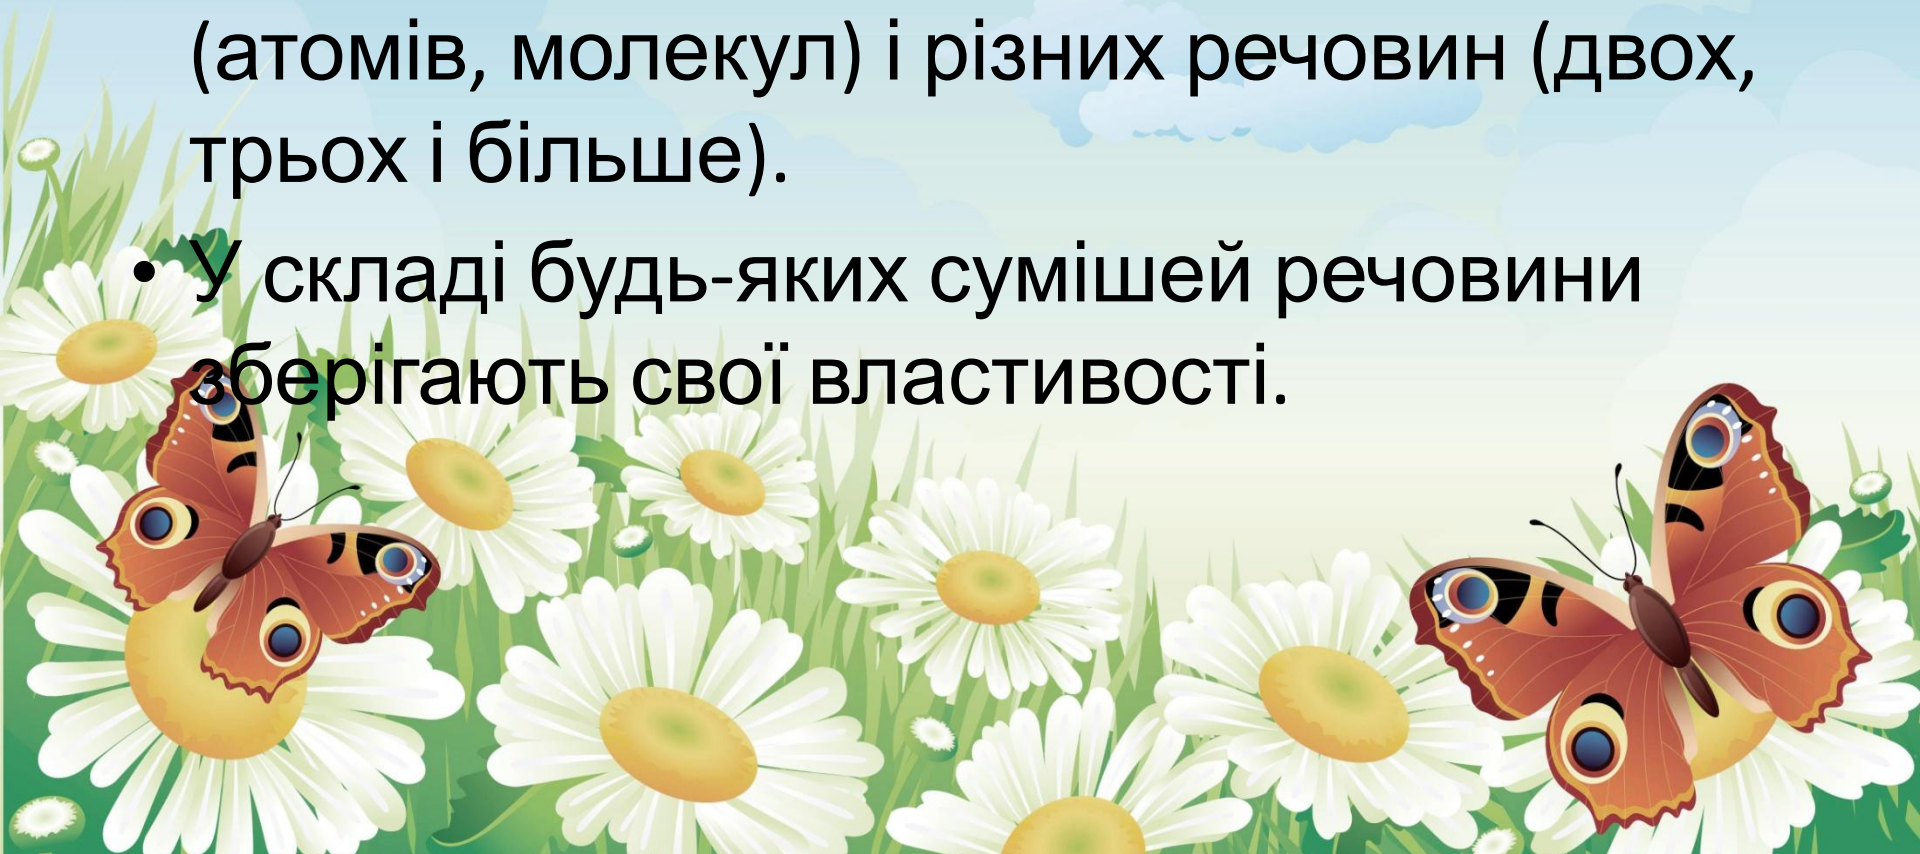 (атомів, молекул) і різних речовин (двох,
трьох і більше).
• У складі будь-яких сумішей речовини
зберігають свої властивості.